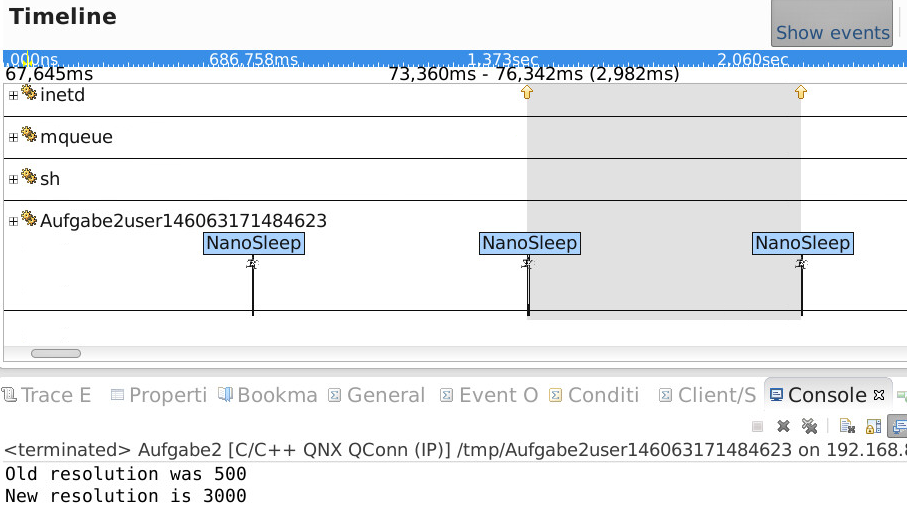 Timeline
Show events
000ns 686.758ms 1.373sec 2.060sec
67,645ms 73,360ms - 76,342ms (2,982ms)
inetd
mqueue
sh
Aufgabe2user146063171484623
NanoSleep NanoSleep NanoSleep
Trace E Properti Bookma General Event O Conditi Client/S Console
<terminated> Aufgabe2 [C/C++ QNX QConn (IP)] /tmp/Aufgabe2user146063171484623 on 192.168.
Old resolution was 500
New resolution is 3000